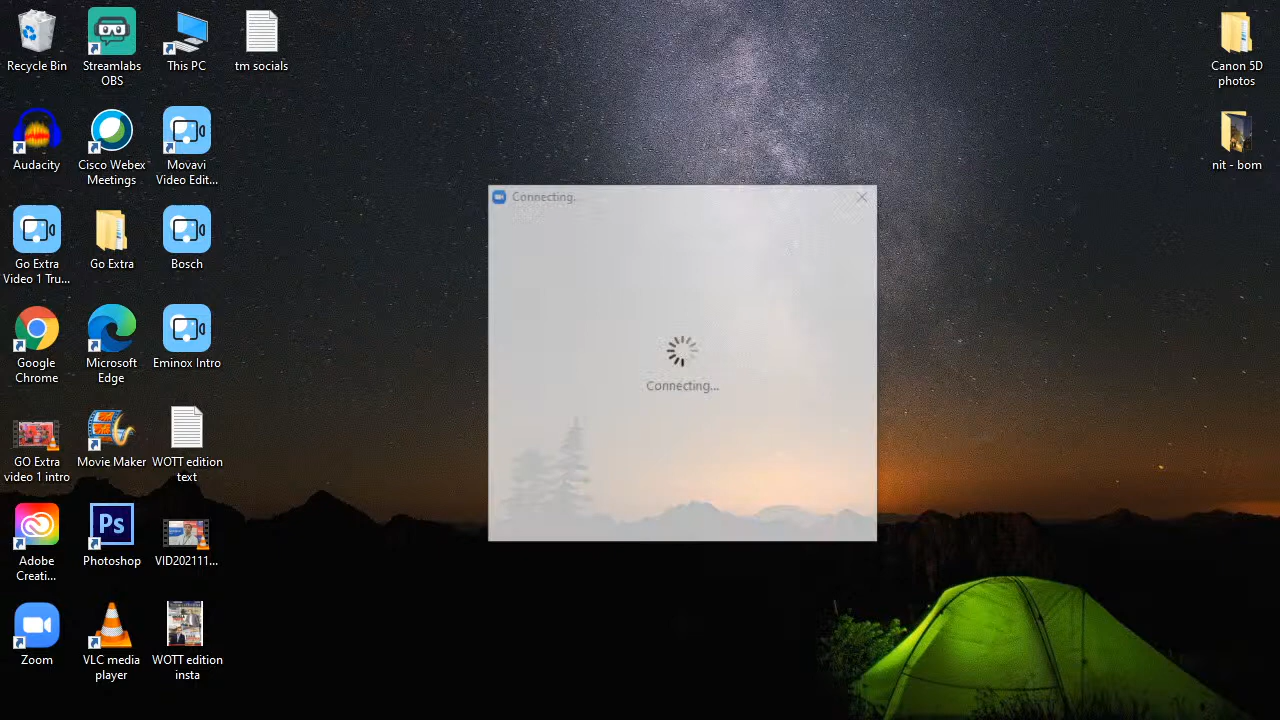 Recycle Bin
Streamlabs
OBS
This PC
tm socials
Canon 5D
photos
Audacity
Cisco Webex
Meetings
Movavi
Video Edit...
nit - bom
Connecting.
Go Extra
Video 1 Tru...
Go Extra
Bosch
Connecting...
Google
Chrome
Microsoft
Edge
Eminox Intro
GO Extra
video 1 intro
Movie Maker
WOTT edition
text
Adobe
Creati...
Ps
Photoshop
VID202111...
Zoom
VLC media
player
WOTT edition
insta